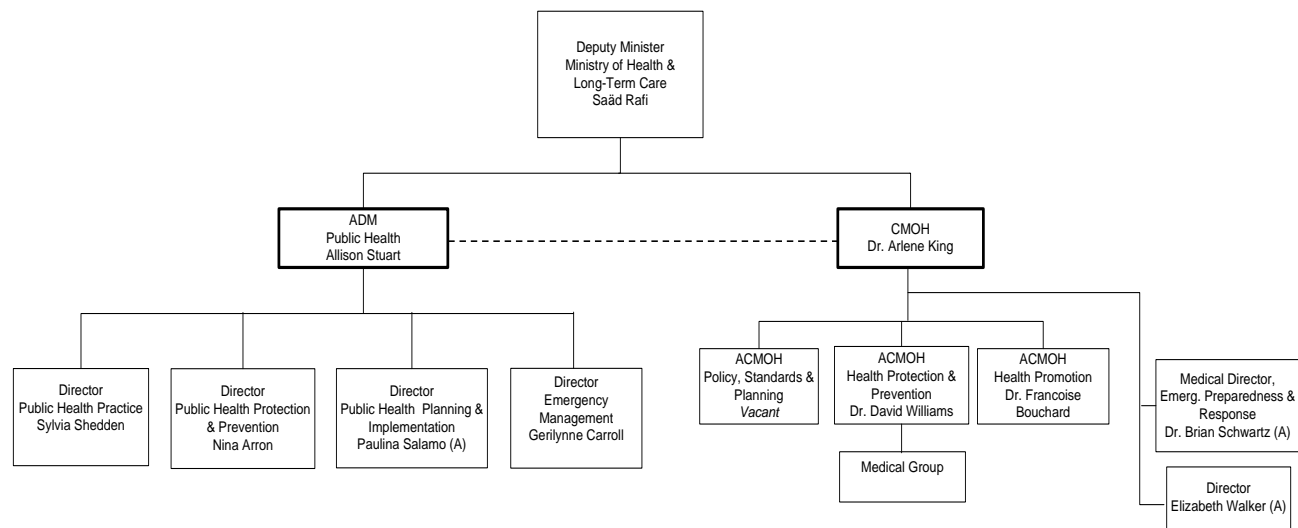 Deputy Minister
Ministry of Health &
Long-Term Care
Saäd Rafi
ADM
Public Health
Allison Stuart
CMOH
Dr. Arlene King
Director
Public Health Practice
Sylvia Shedden
Director
Public Health Protection
& Prevention
Nina Arron
Director
Public Health Planning &
Implementation
Paulina Salamo (A)
Director
Emergency
Management
Gerilynne Carroll
ACMOH
Policy, Standards &
Planning
Vacant
ACMOH
Health Protection &
Prevention
Dr. David Williams
ACMOH
Health Promotion
Dr. Francoise
Bouchard
Medical Director,
Emerg. Preparedness &
Response
Dr. Brian Schwartz (A)
Medical Group
Director
Elizabeth Walker (A)